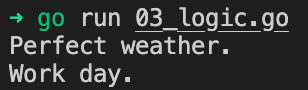 ➜ go run 03_logic.go
Perfect weather.
Work day.